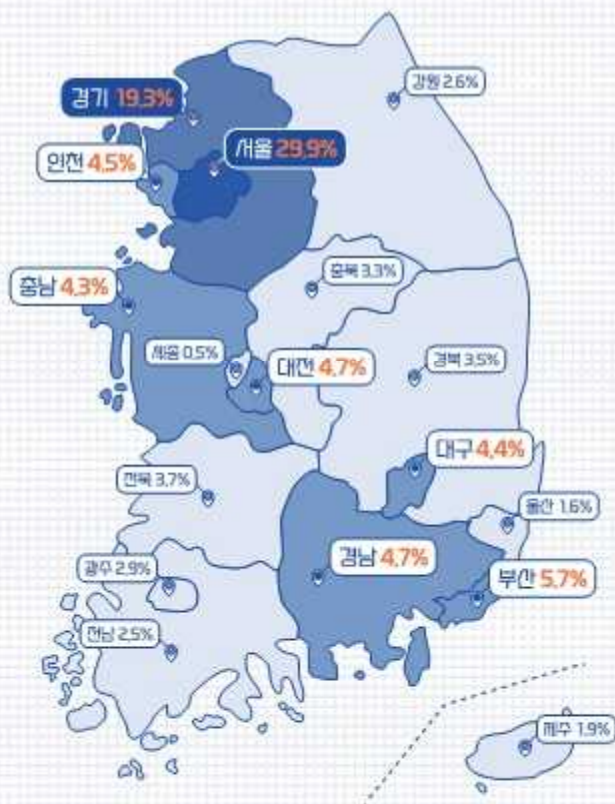 강원 2.6%
경기 19.3%
서울 29.9%
인천 4.5%
충북 3.3%
충남 4.3%
세종 0.5%
대전 4.7%
경북 3.5%
대구 4.4%
전북 3.7%
울산 1.6%
경남 4.7%
부산 5.7%
광주 2.9%
전남 2.5%
제주 1.9%